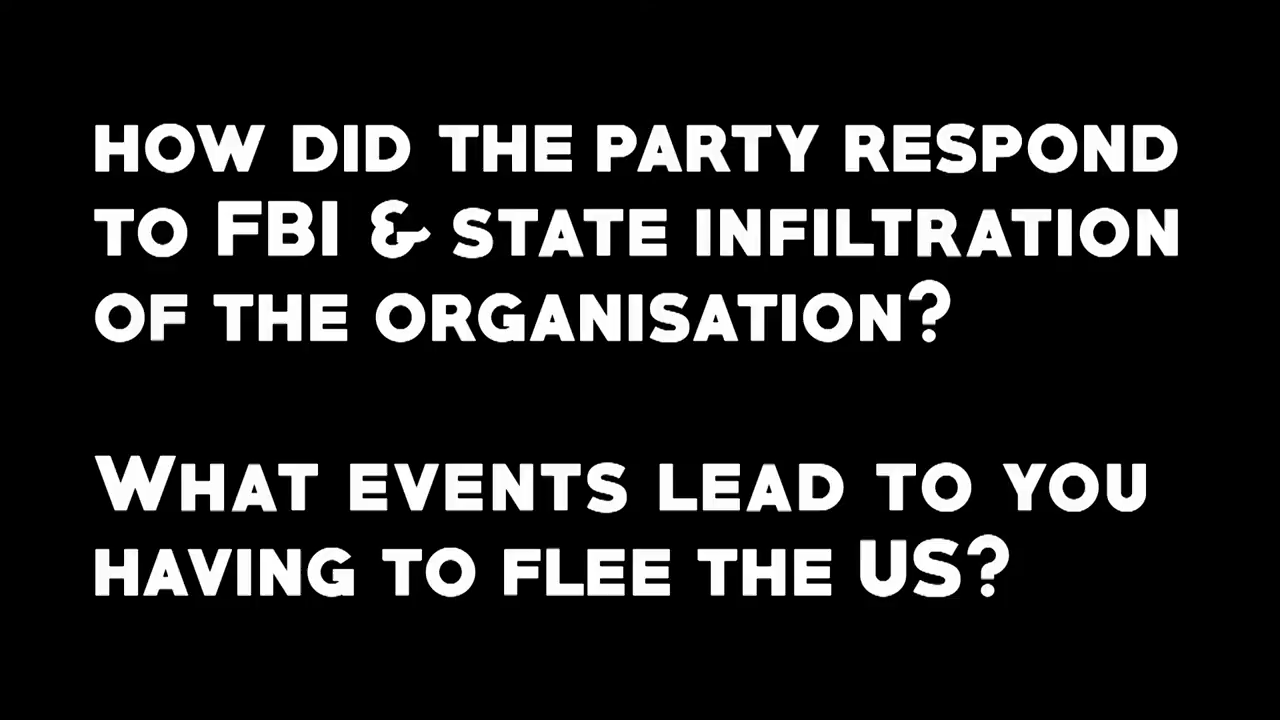 HOW DID THE PARTY RESPOND
TO FBI & STATE INFILTRATION
OF THE ORGANISATION?
WHAT EVENTS LEAD TO YOU
HAVING TO FLEE THE US?